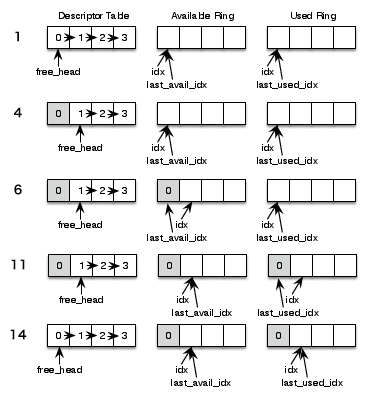 Descriptor Table Available Ring Used Ring
1 0 1 2 3
free_head idx idx
last_avail_idx last_used_idx
4 0 1 2 3
free_head idx idx
last_avail_idx last_used_idx
6 0 1 2 3 0
free_head idx idx
last_avail_idx last_used_idx
11 0 1 2 3 0 0
free_head idx idx
last_avail_idx last_used_idx
14 0 1 2 3 0 0
free_head idx idx
last_avail_idx last_used_idx